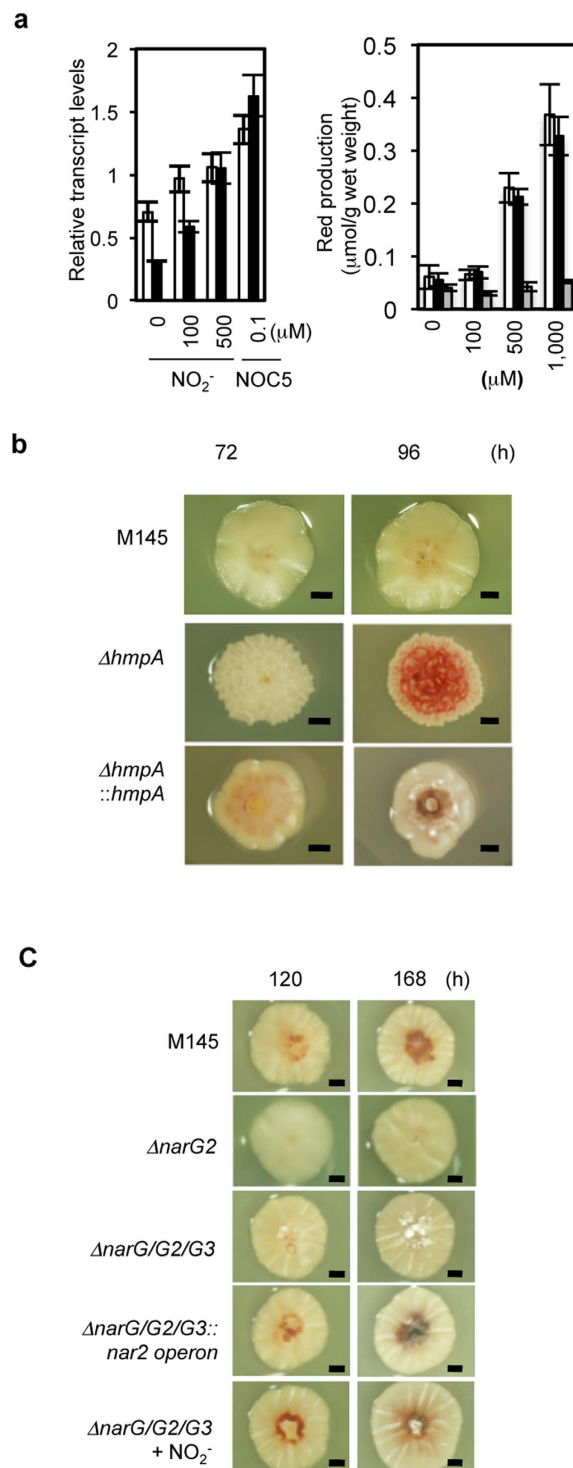 a
Relative transcript levels
2
1.5
1
0.5
0
0
100
500
0.1
(μM)
NO₂⁻
NOC5
Red production
(μmol/g wet weight)
0.5
0.4
0.3
0.2
0.1
0
0
100
500
1,000
(μM)
b
72 96 (h)
M145
ΔhmpA
ΔhmpA
::hmpA
C
120 168 (h)
M145
ΔnarG2
ΔnarG/G2/G3
ΔnarG/G2/G3::
nar2 operon
ΔnarG/G2/G3
+ NO₂⁻